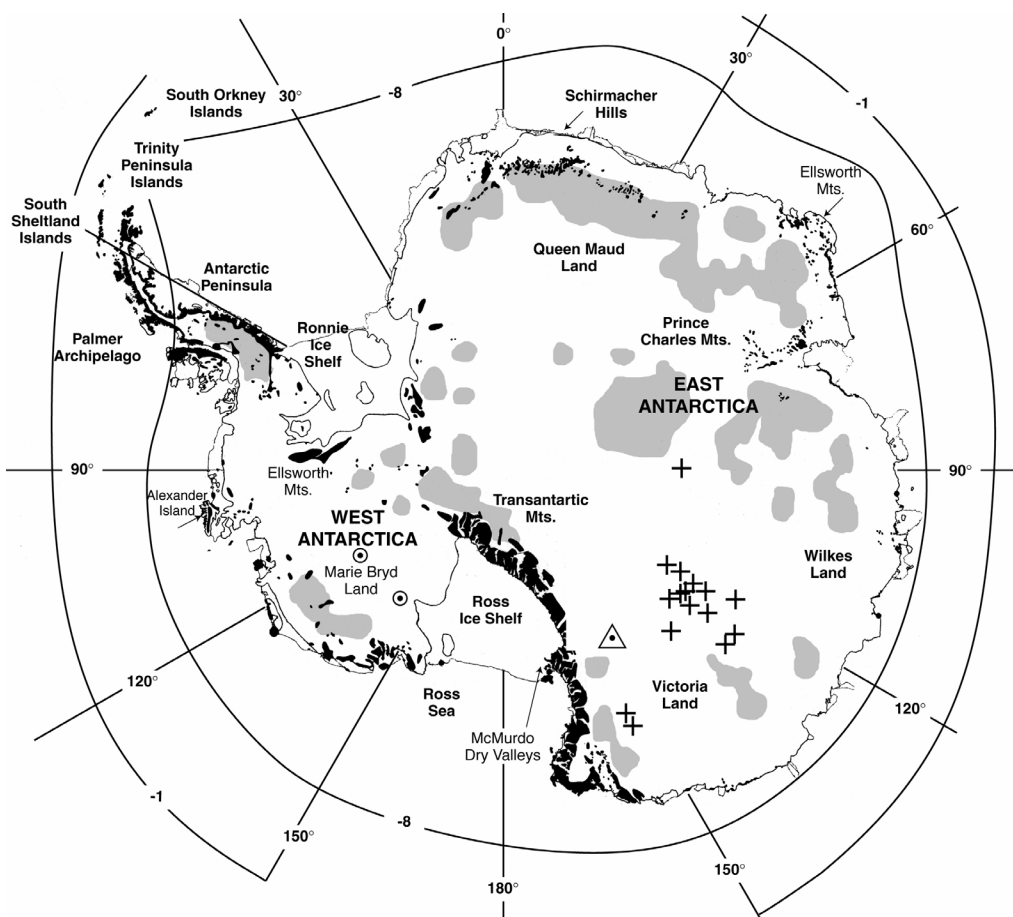 0°
30°
30°
-8
-1
South Orkney
Islands
Schirmacher
Hills
Trinity
Peninsula
Islands
Ellsworth
Mts.
South
Sheltland
Islands
60°
Queen Maud
Land
Antarctic
Peninsula
Palmer
Archipelago
Ronnie
Ice
Shelf
Prince
Charles Mts.
EAST
ANTARCTICA
90°
90°
Ellsworth
Mts.
Alexander
Island
Transantartic
Mts.
WEST
ANTARCTICA
Marie Bryd
Land
Wilkes
Land
Ross
Ice Shelf
120°
Ross
Sea
Victoria
Land
120°
McMurdo
Dry Valleys
-1
-8
150°
150°
180°